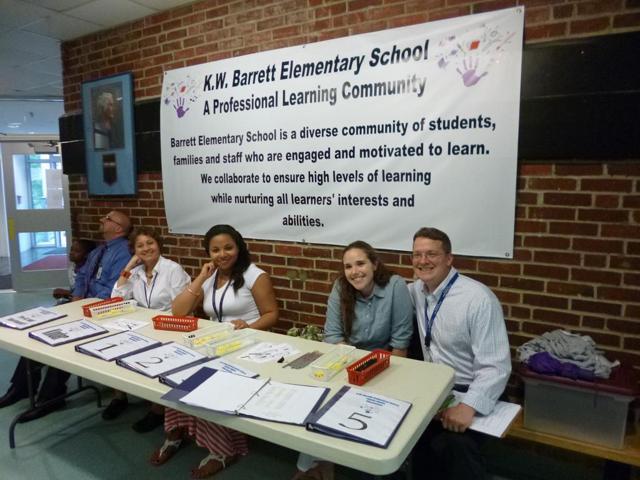 K.W. Barrett Elementary School
A Professional Learning Community
Barrett Elementary School is a diverse community of students,
families and staff who are engaged and motivated to learn.
We collaborate to ensure high levels of learning
while nurturing all learners' interests and
abilities.
2
5